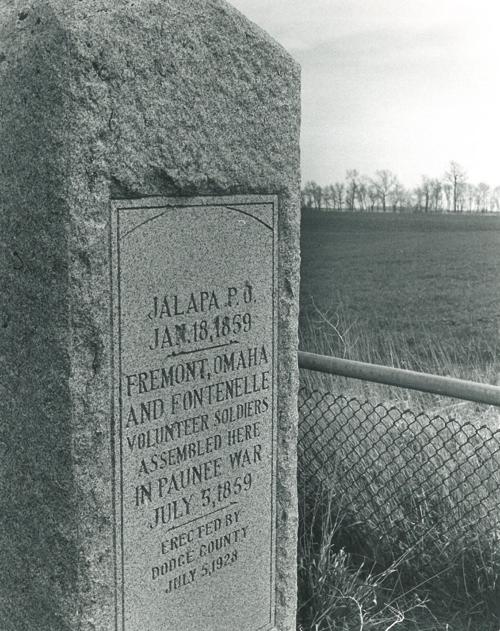 JALAPA P.O.
JAN.18,1859
FREMONT, OMAHA
AND FONTENELLE
VOLUNTEER SOLDIERS
ASSEMBLED HERE
IN PAUNEE WAR
JULY 5,1859
ERECTED BY
DODGE COUNTY
JULY 5,1928